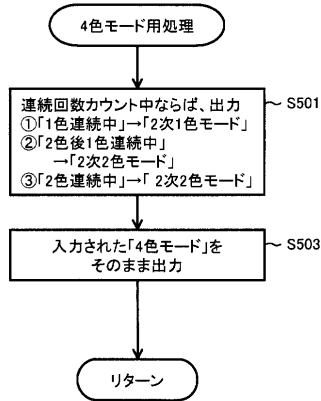 4色モード用処理
連続回数カウント中ならば、出力
①「1色連続中」→「2次1色モード」
②「2色後1色連続中」
→「2次2色モード」
③「2色連続中」→「 2次2色モード」
S501
入力された「4色モード」を
そのまま出力
S503
リターン